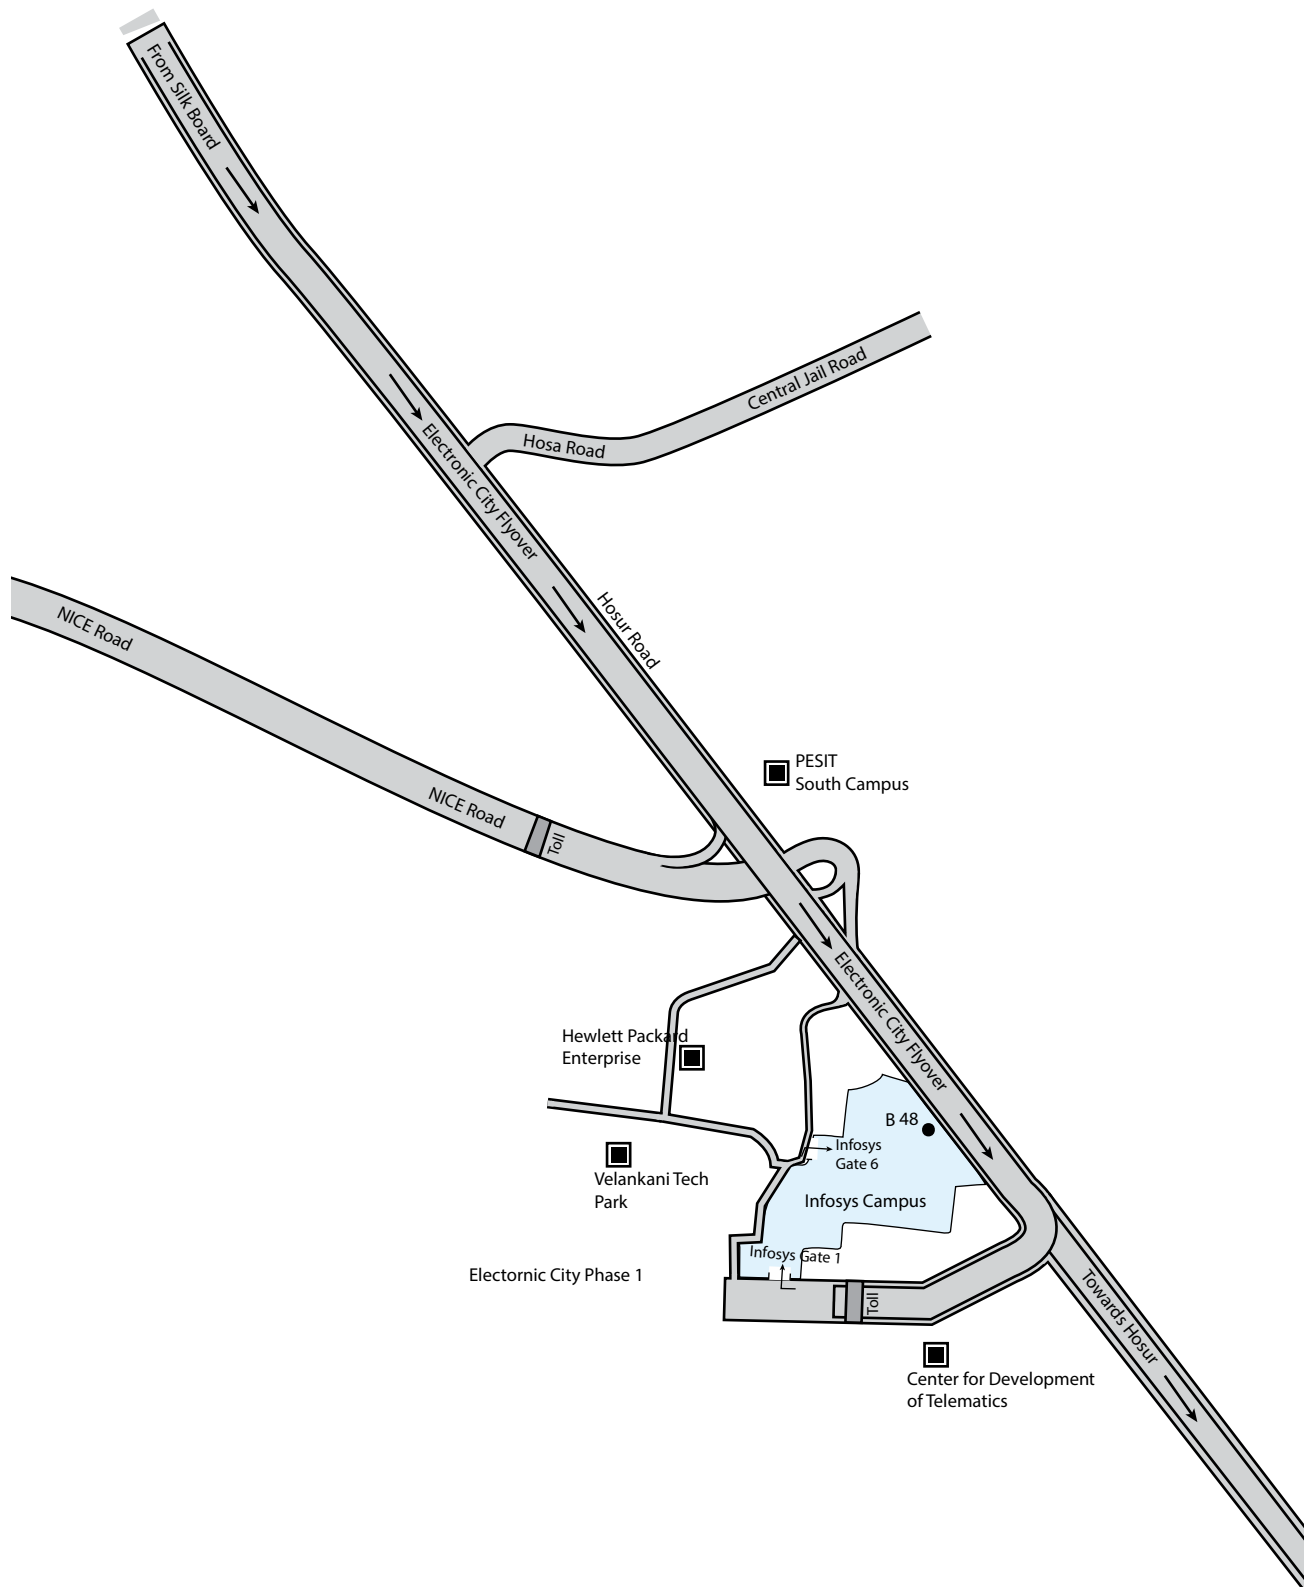 From Silk Board
Central Jail Road
Hosa Road
Electronic City Flyover
Hosur Road
NICE Road
NICE Road
Toll
PESIT
South Campus
Electronic City Flyover
Hewlett Packard
Enterprise
B 48
Infosys
Gate 6
Velankani Tech
Park
Infosys Campus
Infosys Gate 1
Electornic City Phase 1
Toll
Towards Hosur
Center for Development
of Telematics